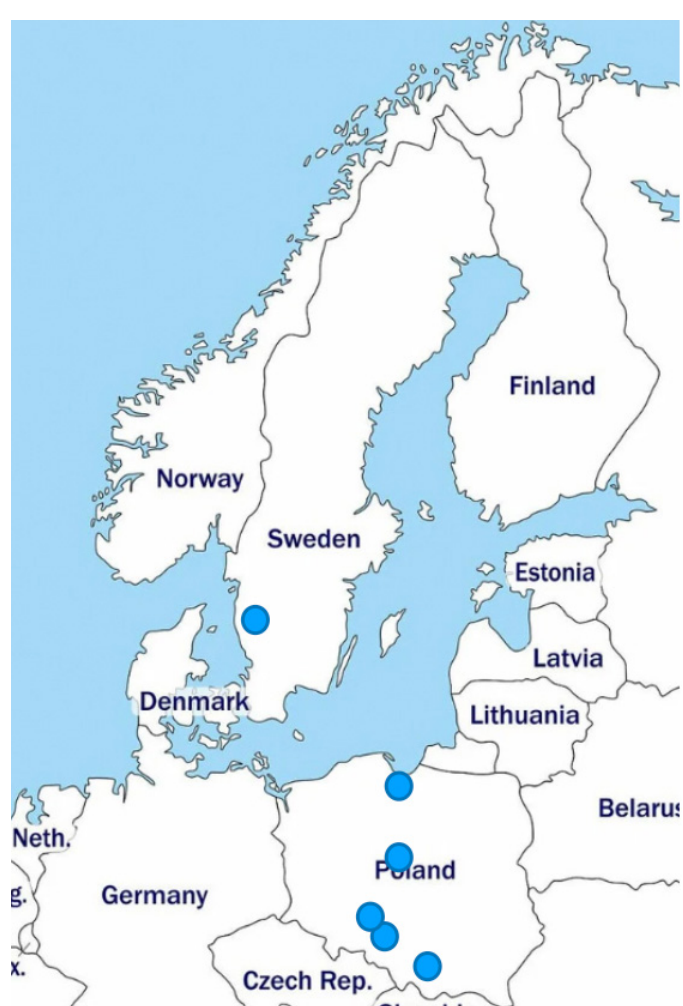 Finland
Norway
Sweden
Estonia
Latvia
Denmark
Lithuania
Belarus
Neth.
Poland
g.
Germany
x.
Czech Rep.